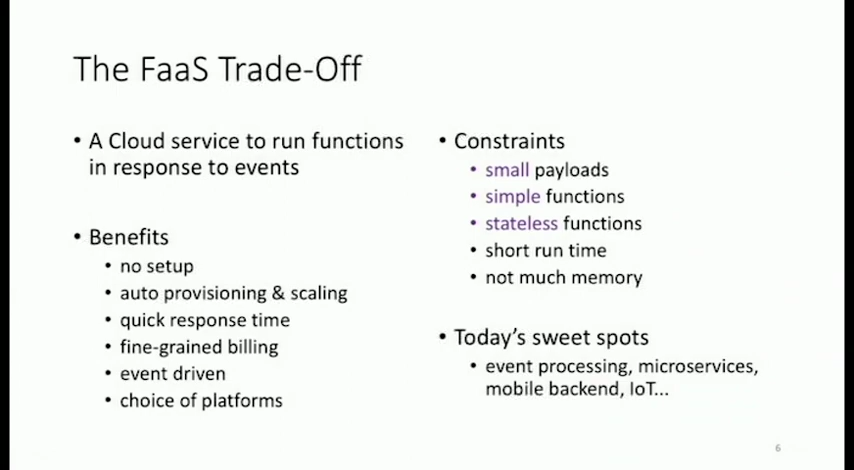 The FaaS Trade-Off
• A Cloud service to run functions
in response to events
• Benefits
• no setup
• auto provisioning & scaling
• quick response time
• fine-grained billing
• event driven
• choice of platforms
• Constraints
• small payloads
• simple functions
• stateless functions
• short run time
• not much memory
• Today's sweet spots
• event processing, microservices,
mobile backend, IoT...
6